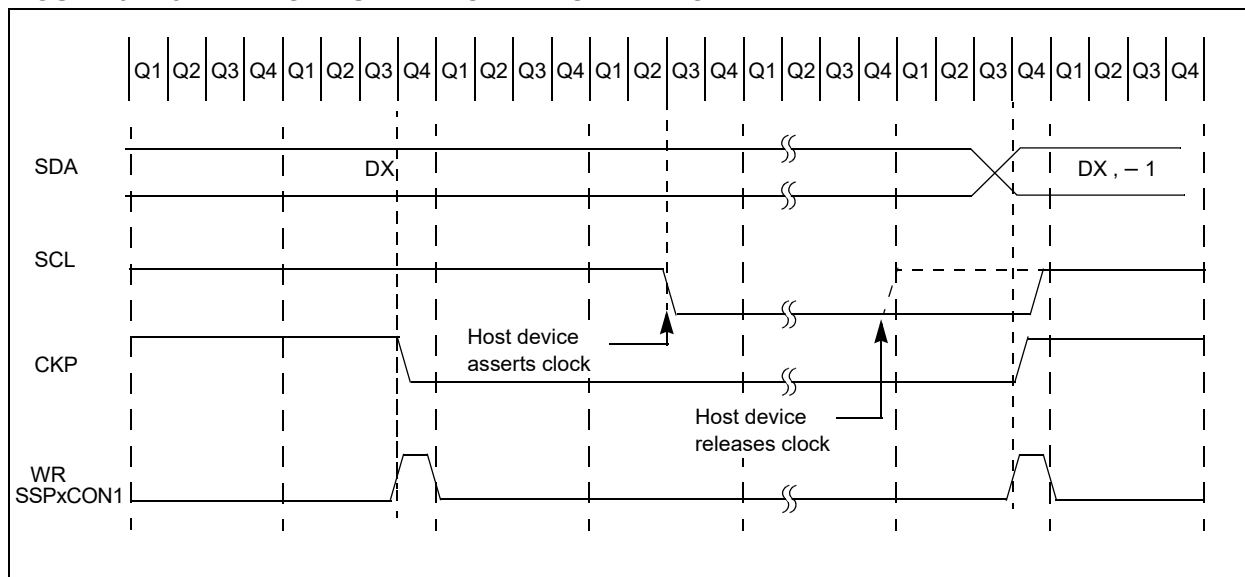 Q1 Q2 Q3 Q4 Q1 Q2 Q3 Q4 Q1 Q2 Q3 Q4 Q1 Q2 Q3 Q4 Q1 Q2 Q3 Q4 Q1 Q2 Q3 Q4 Q1 Q2 Q3 Q4
SDA
DX
DX , – 1
SCL
Host device
asserts clock
CKP
Host device
releases clock
WR
SSPxCON1